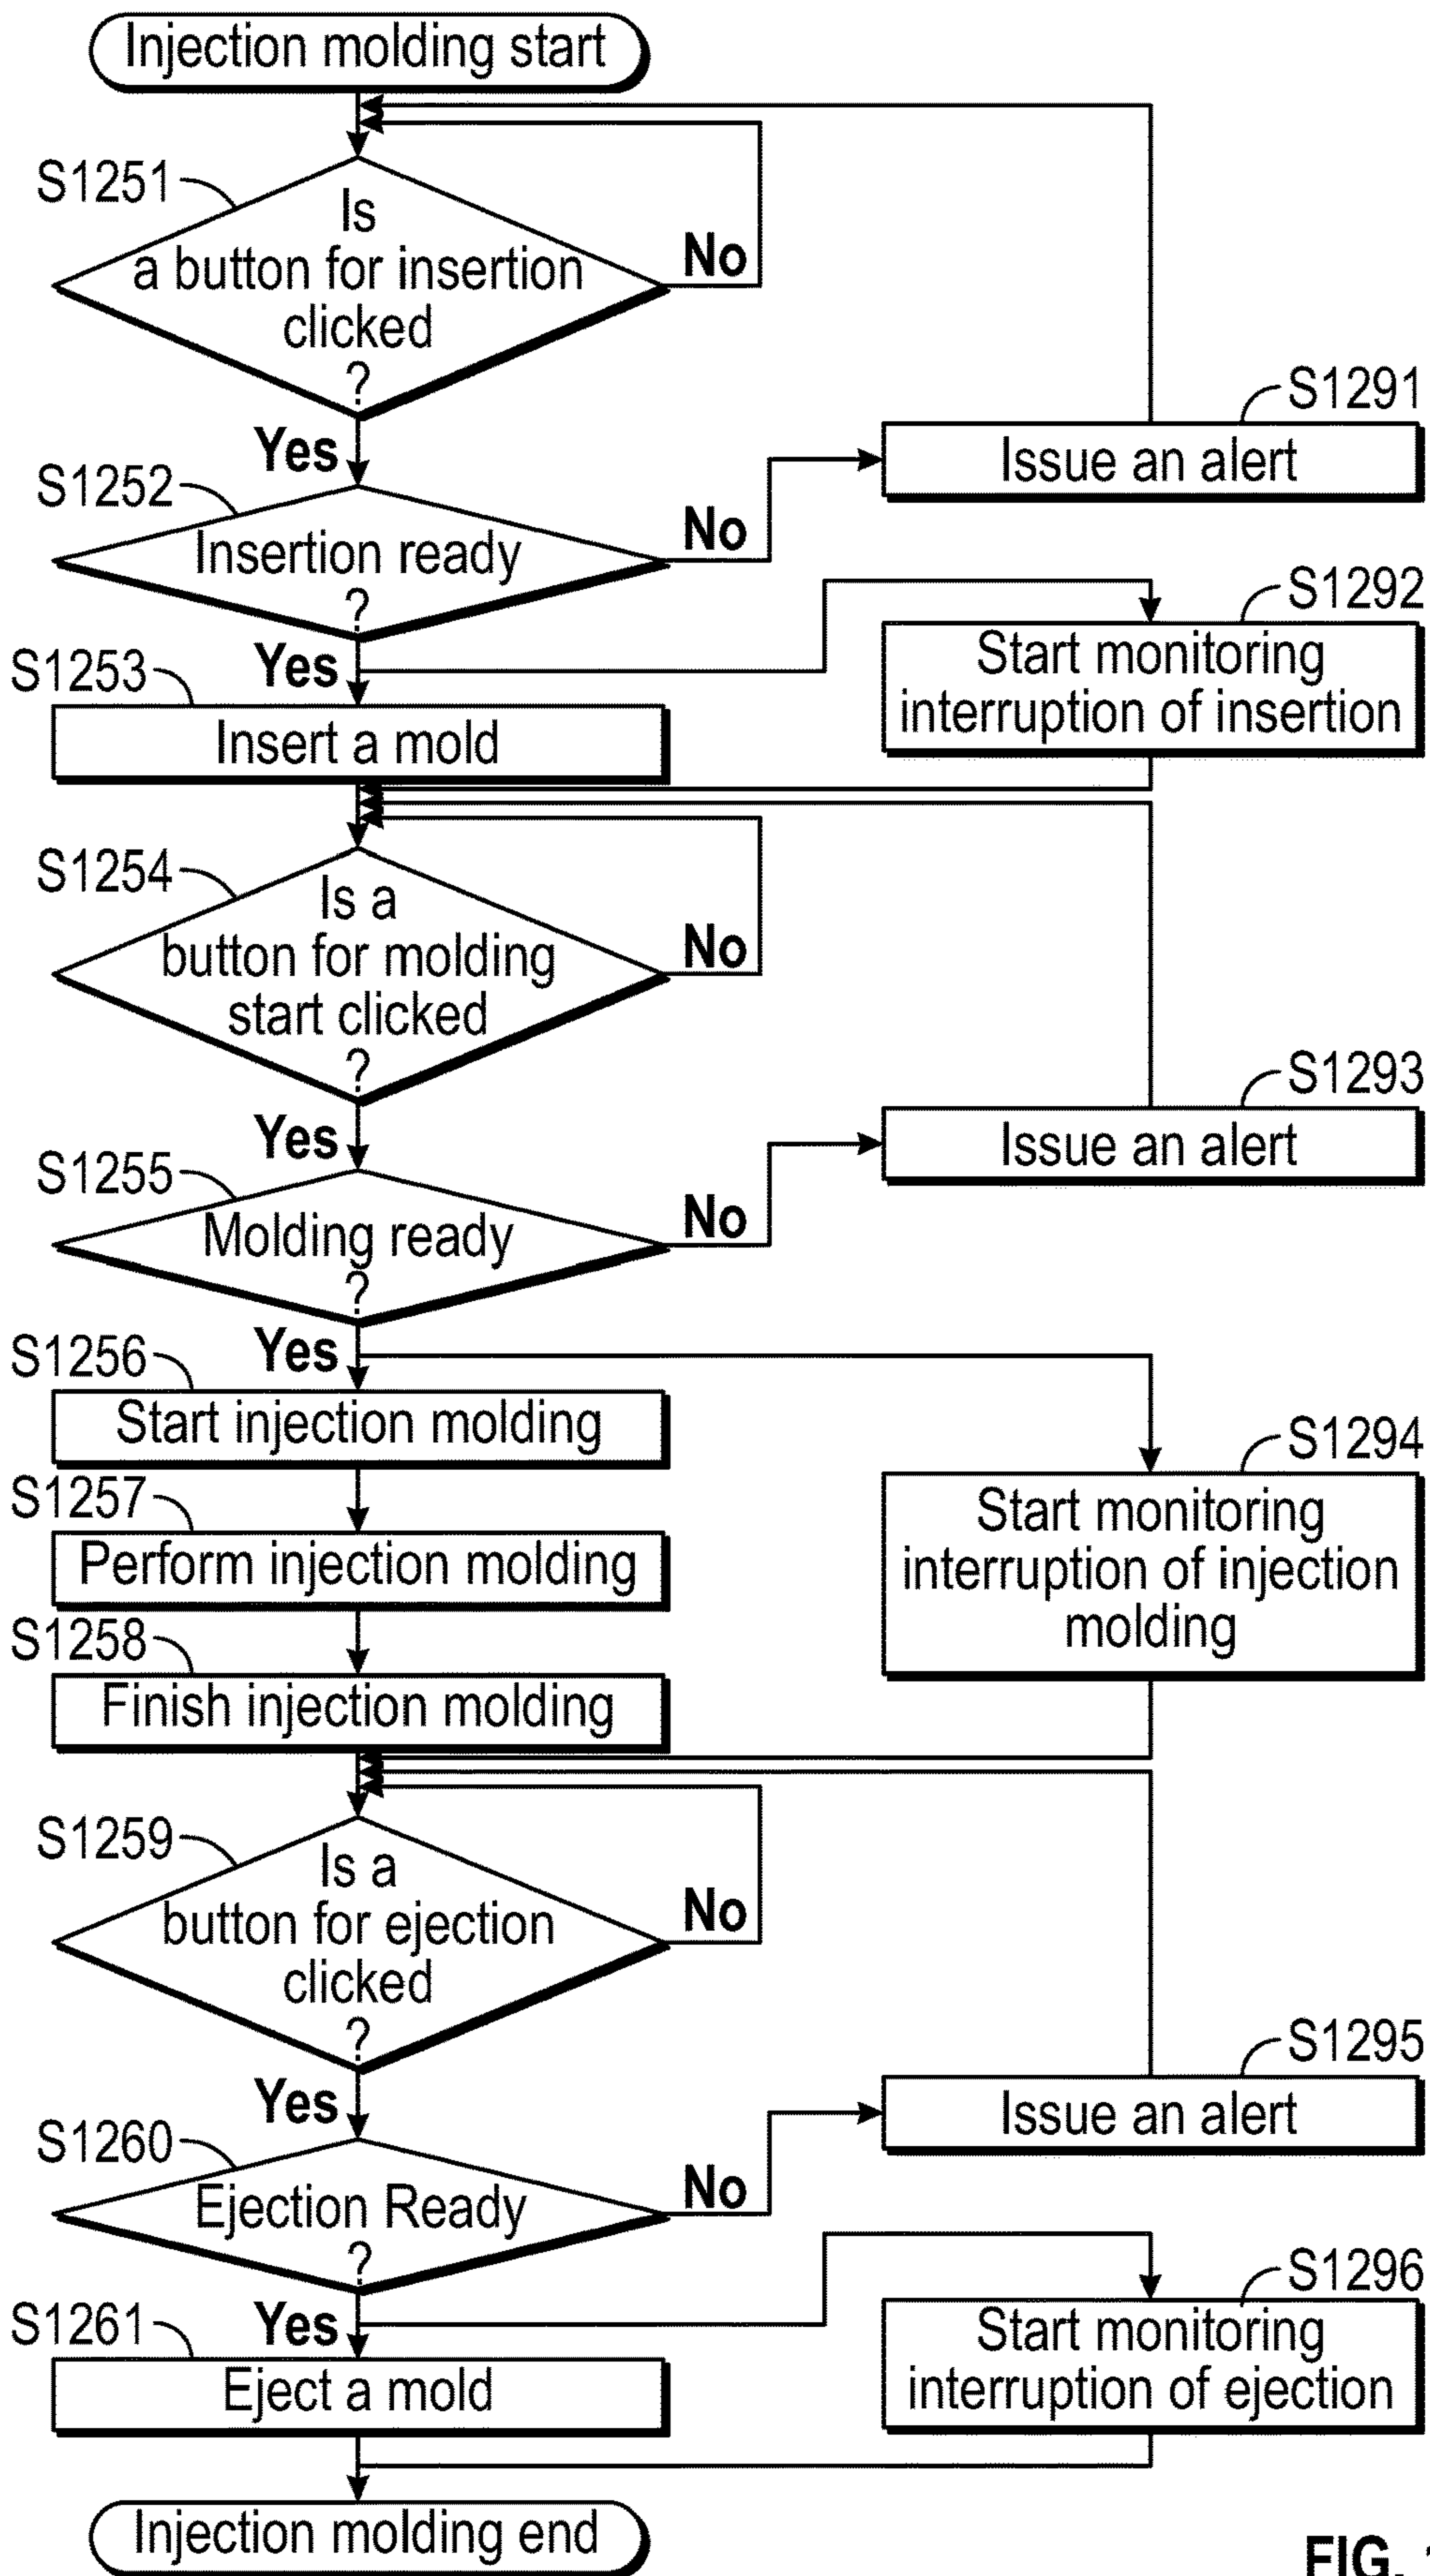 Injection molding start
S1251
Is
a button for insertion
clicked
?
No
Yes
S1291
Issue an alert
S1252
Insertion ready
?
No
Yes
S1292
Start monitoring
interruption of insertion
S1253
Insert a mold
S1254
Is a
button for molding
start clicked
?
No
Yes
S1293
Issue an alert
S1255
Molding ready
?
No
Yes
S1256
Start injection molding
S1294
Start monitoring
interruption of injection
molding
S1257
Perform injection molding
S1258
Finish injection molding
S1259
Is a
button for ejection
clicked
?
No
Yes
S1295
Issue an alert
S1260
Ejection Ready
?
No
Yes
S1296
Start monitoring
interruption of ejection
S1261
Eject a mold
Injection molding end
FIG.